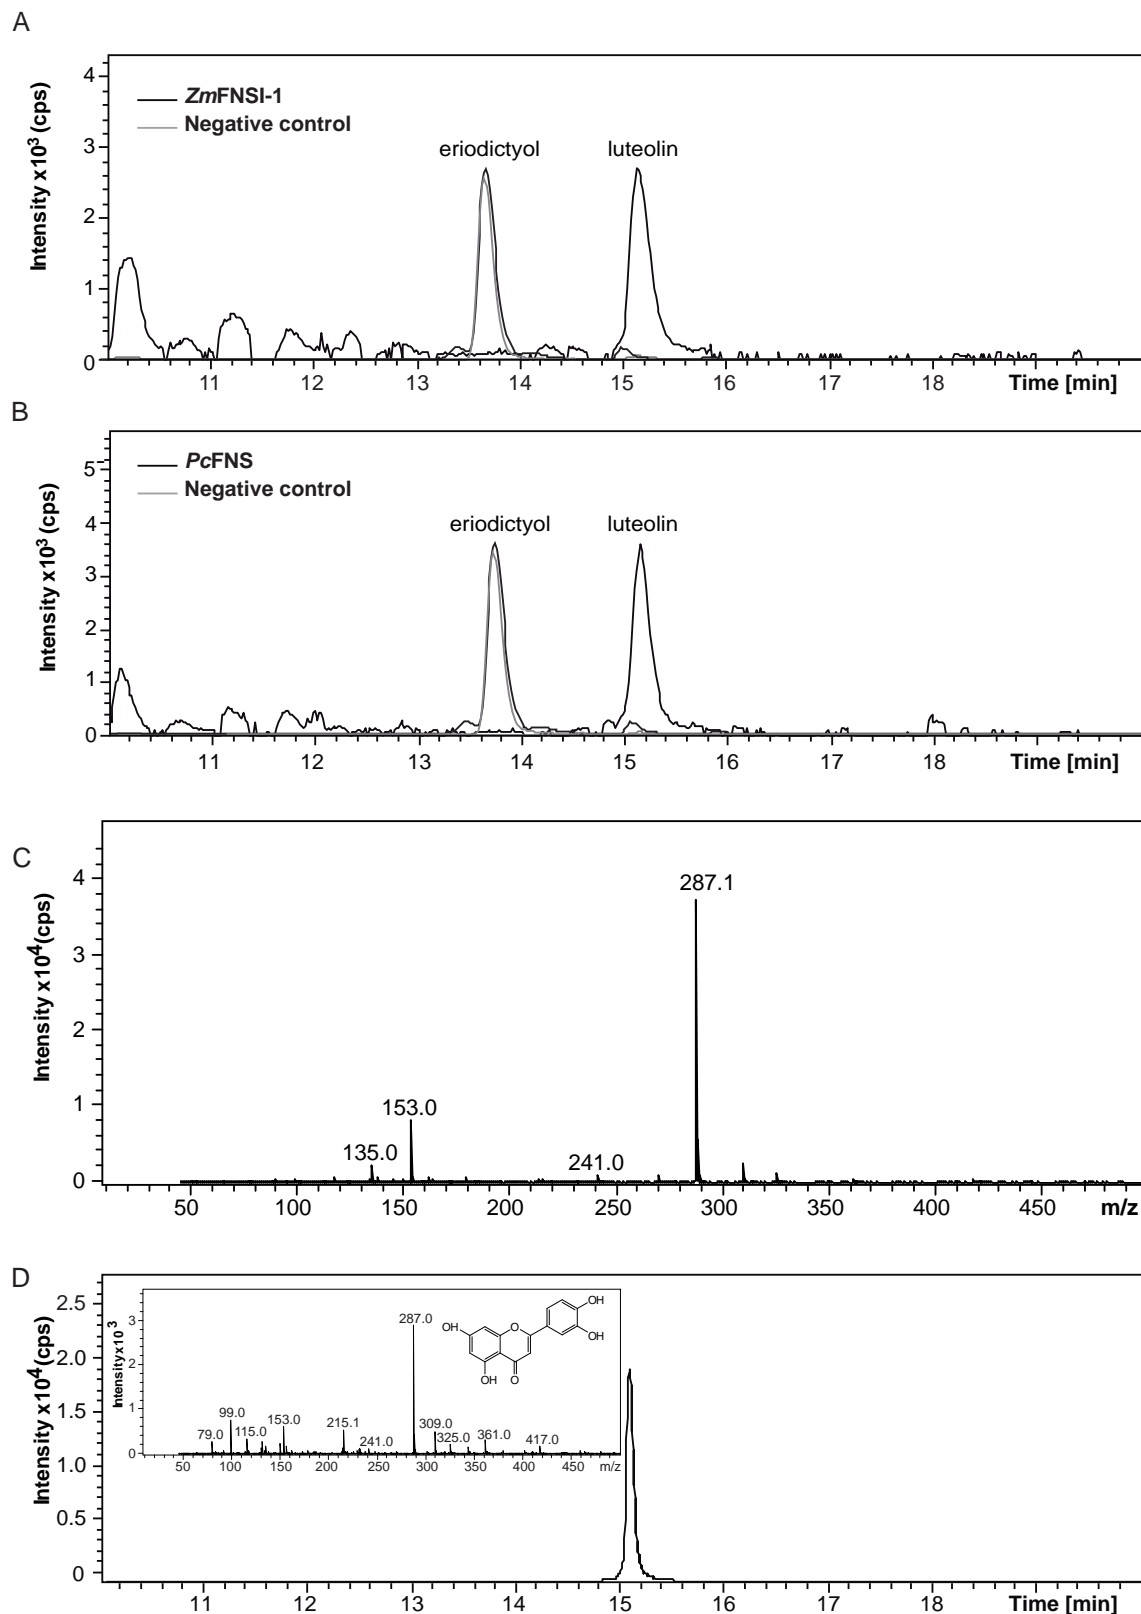 A
Intensity x10³ (cps)
4
3
2
1
0
ZmFNSI-1
Negative control
eriodictyol luteolin
11 12 13 14 15 16 17 18 Time [min]
B
Intensity x10³ (cps)
5
4
3
2
1
0
PcFNS
Negative control
eriodictyol luteolin
11 12 13 14 15 16 17 18 Time [min]
C
Intensity x10⁴(cps)
4
3
2
1
0
287.1
153.0
135.0
241.0
50 100 150 200 250 300 350 400 450 m/z
D
Intensity x10⁴ (cps)
2.5
2.0
1.5
1.0
0.5
0
Intensity x10³
3
2
1
0
287.0
99.0
79.0
115.0
153.0
215.1
241.0
309.0
325.0
361.0
417.0
50 100 150 200 250 300 350 400 450 m/z
OH
OH
OH
O
OH O
11 12 13 14 15 16 17 18 Time [min]